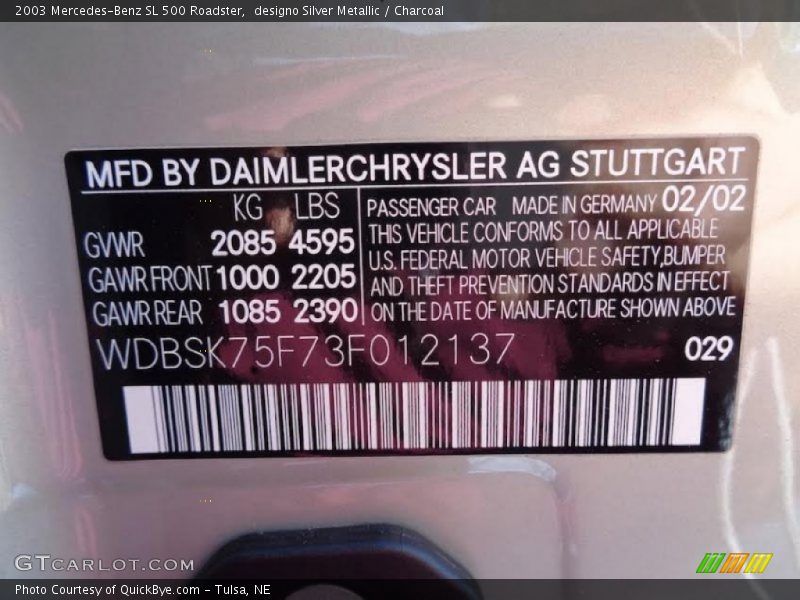 2003 Mercedes-Benz SL 500 Roadster,  designo Silver Metallic / Charcoal
MFD BY DAIMLERCHRYSLER AG STUTTGART
KG LBS
GVWR 2085 4595
GAWR FRONT 1000 2205
GAWR REAR 1085 2390
PASSENGER CAR MADE IN GERMANY 02/02
THIS VEHICLE CONFORMS TO ALL APPLICABLE
U.S. FEDERAL MOTOR VEHICLE SAFETY,BUMPER
AND THEFT PREVENTION STANDARDS IN EFFECT
ON THE DATE OF MANUFACTURE SHOWN ABOVE
WDBSK75F73F012137 029
GTCARLOT.COM
Photo Courtesy of QuickBye.com - Tulsa, NE